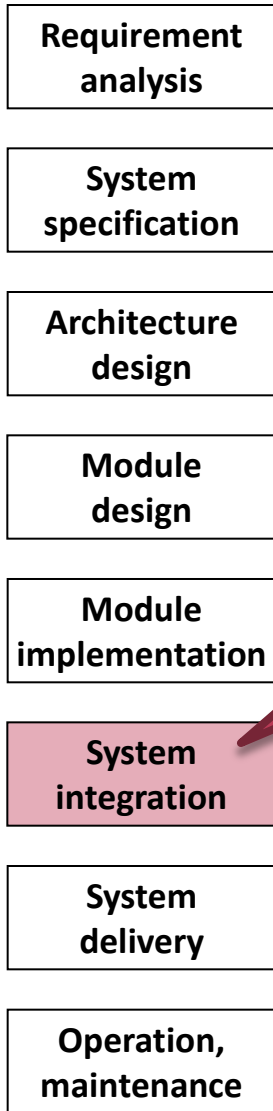 Requirement
analysis
System
specification
Architecture
design
Module
design
Module
implementation
System
integration
System
delivery
Operation,
maintenance